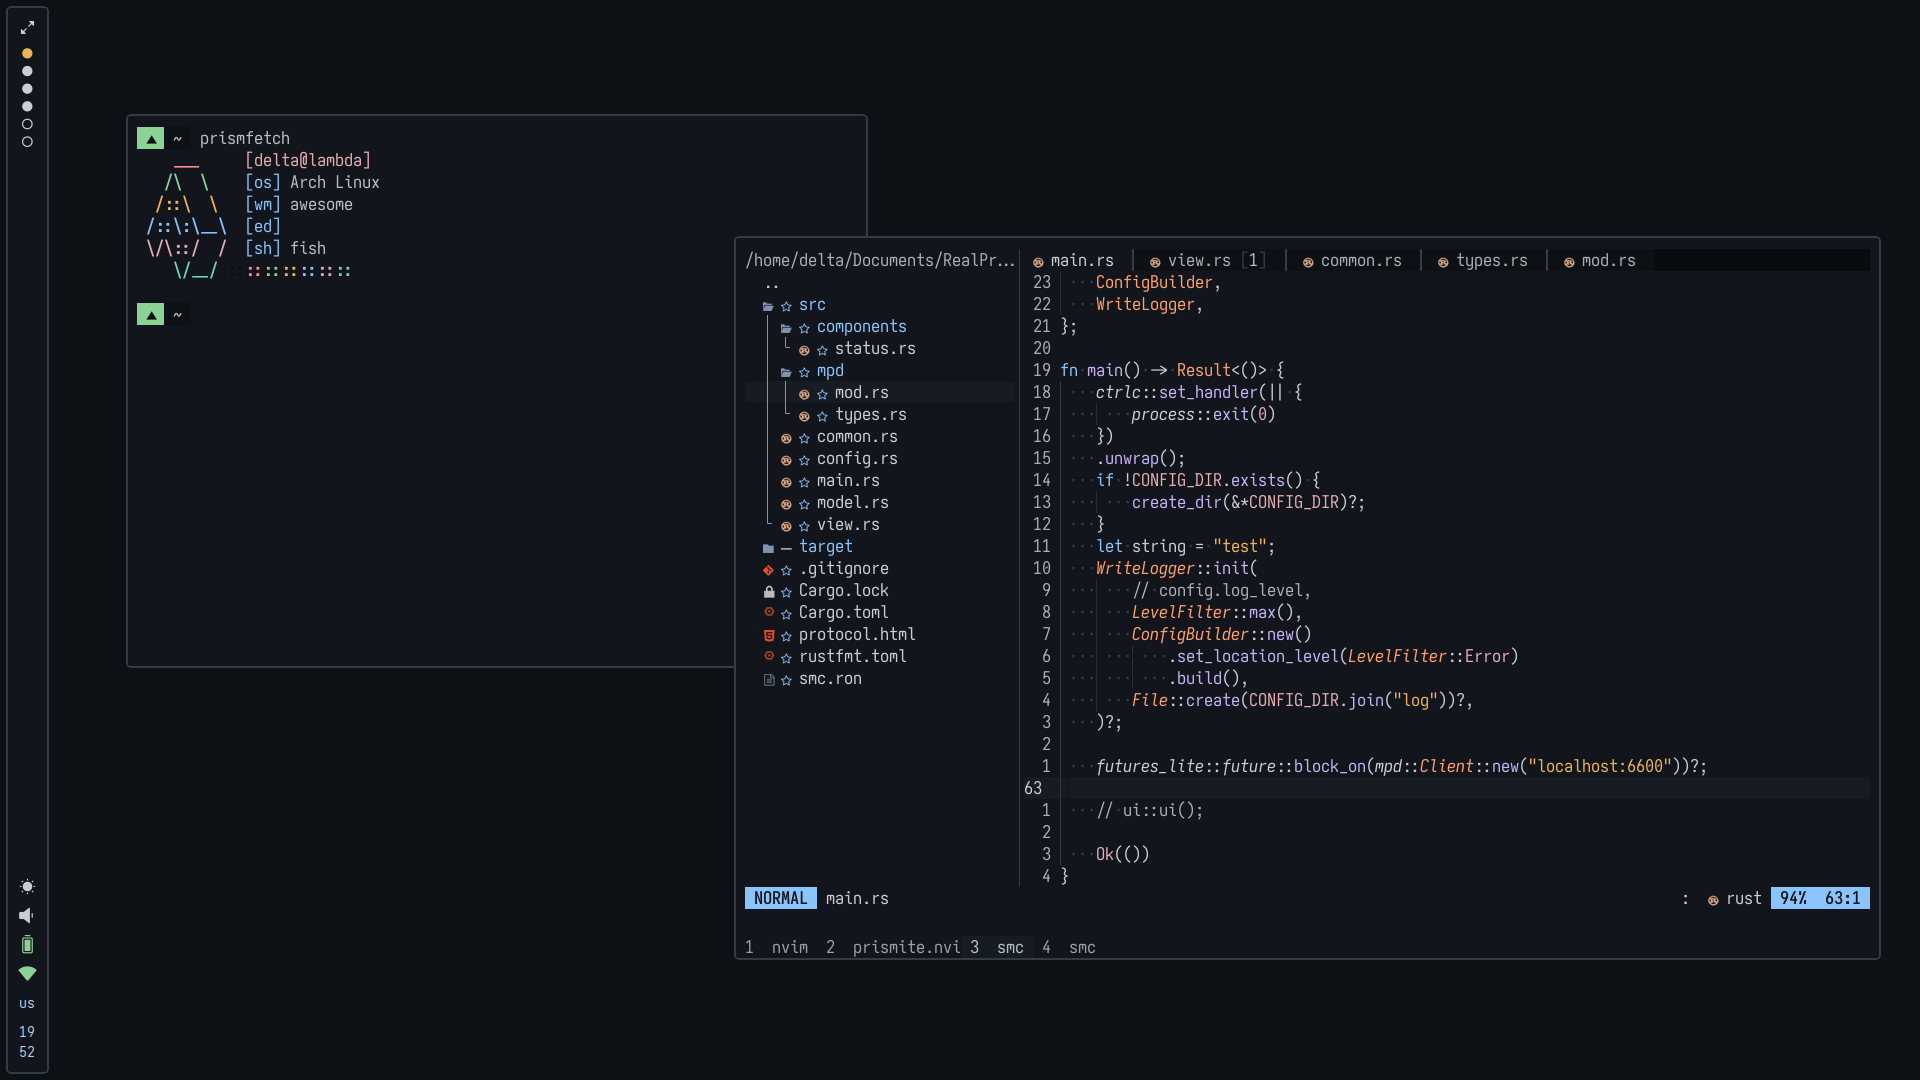 ~ prismfetch
[delta@lambda]
[os] Arch Linux
[wm] awesome
[ed]
[sh] fish
~
/home/delta/Documents/RealPr...
..
src
components
status.rs
mpd
mod.rs
types.rs
common.rs
config.rs
main.rs
model.rs
view.rs
target
.gitignore
Cargo.lock
Cargo.toml
protocol.html
rustfmt.toml
smc.ron
main.rs view.rs [1] common.rs types.rs mod.rs
23 ConfigBuilder,
22 WriteLogger,
21 };
20
19 fn main() -> Result<()> {
18 ctrlc::set_handler(|| {
17 process::exit(0)
16 })
15 .unwrap();
14 if !CONFIG_DIR.exists() {
13 create_dir(&*CONFIG_DIR)?;
12 }
11 let string = "test";
10 WriteLogger::init(
9 // config.log_level,
8 LevelFilter::max(),
7 ConfigBuilder::new()
6 .set_location_level(LevelFilter::Error)
5 .build(),
4 File::create(CONFIG_DIR.join("log"))?,
3 )?;
2
1 futures_lite::future::block_on(mpd::Client::new("localhost:6600"))?;
63
1 // ui::ui();
2
3 Ok(())
4 }
NORMAL main.rs : rust 94% 63:1
1 nvim 2 prismite.nvi 3 smc 4 smc
us
19
52